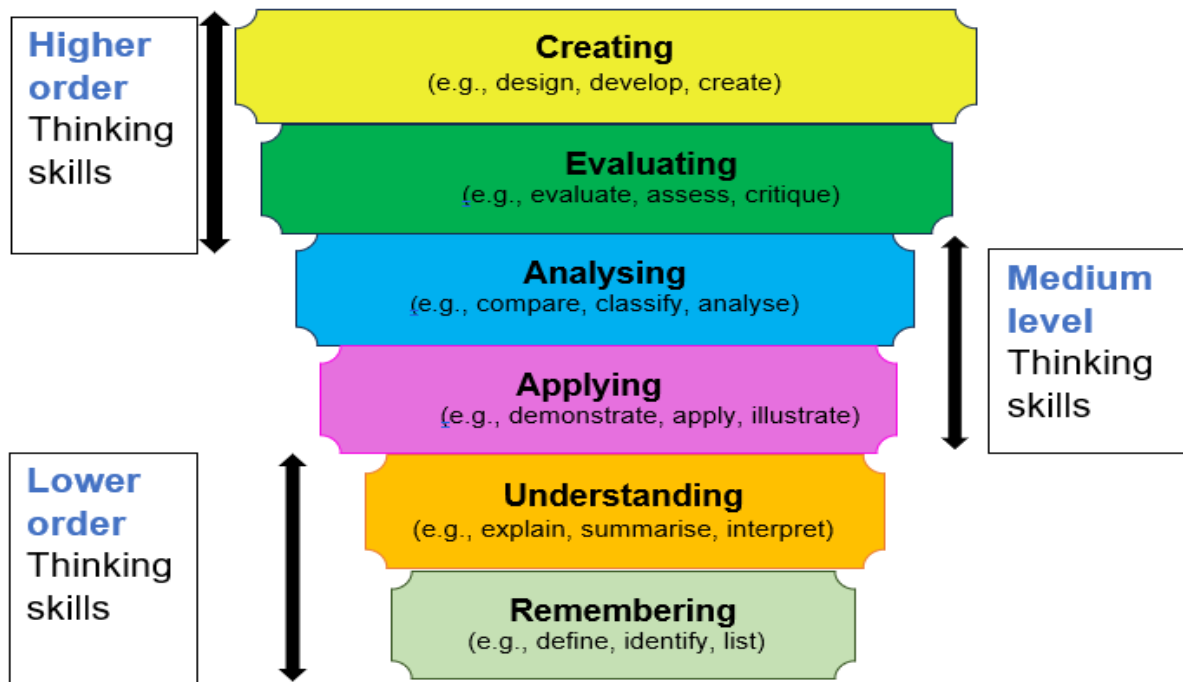 Higher
order
Thinking
skills
Creating
(e.g., design, develop, create)
Evaluating
(e.g., evaluate, assess, critique)
Analysing
(e.g., compare, classify, analyse)
Medium
level
Thinking
skills
Applying
(e.g., demonstrate, apply, illustrate)
Lower
order
Thinking
skills
Understanding
(e.g., explain, summarise, interpret)
Remembering
(e.g., define, identify, list)